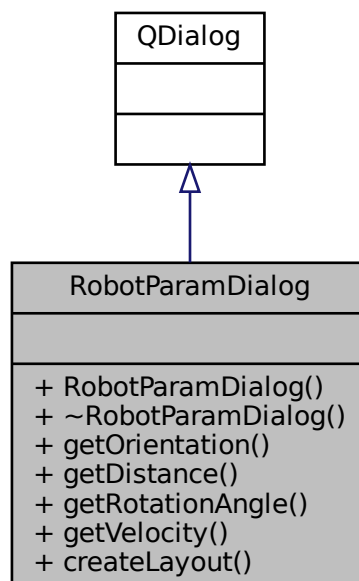 QDialog
RobotParamDialog
+ RobotParamDialog()
+ ~RobotParamDialog()
+ getOrientation()
+ getDistance()
+ getRotationAngle()
+ getVelocity()
+ createLayout()